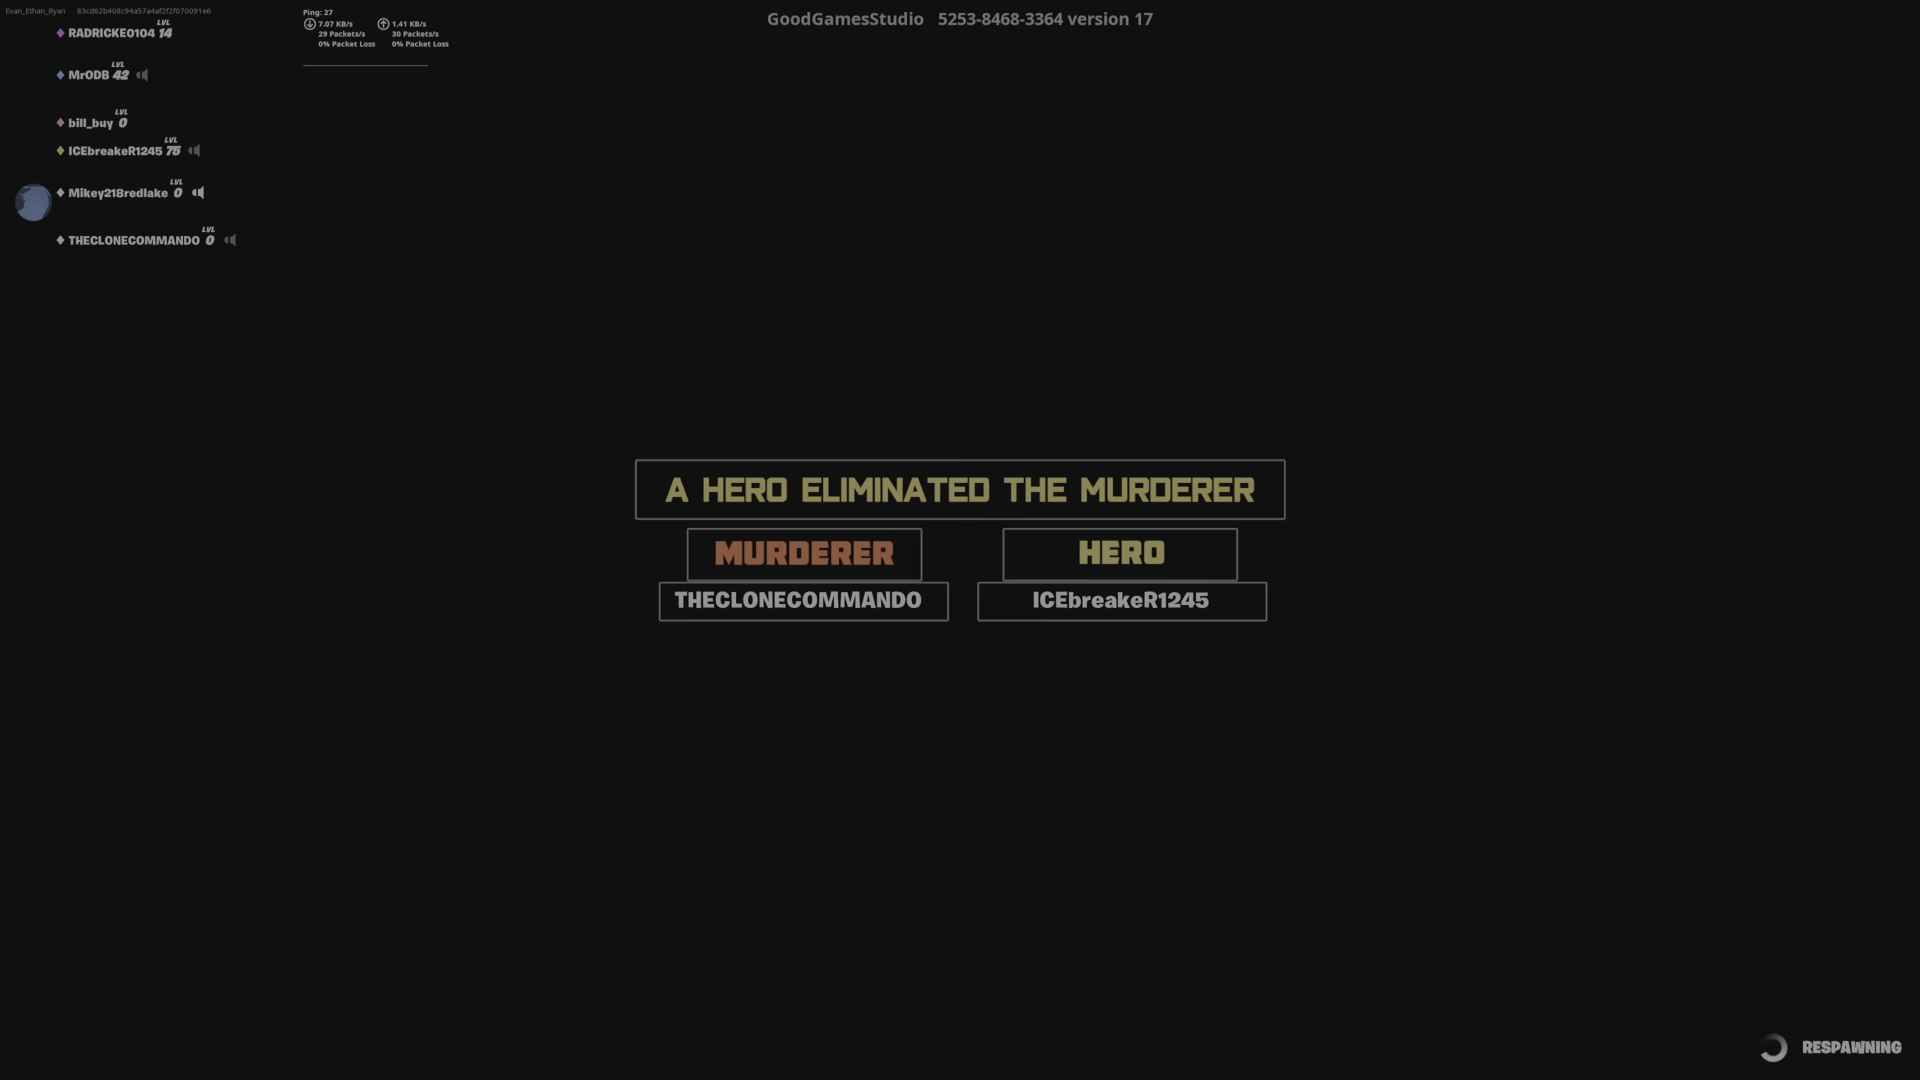 Evan_Ethan_Ryan 83cd62b408c94a57a4af2f2f070091e6
LVL
RADRICKEO104 14
LVL
MrODB 42
LVL
bill_buy 0
LVL
ICEbreakeR1245 75
LVL
Mikey218redlake 0
LVL
THECLONECOMMANDO 0
Ping: 27
7.07 KB/s 1.41 KB/s
29 Packets/s 30 Packets/s
0% Packet Loss 0% Packet Loss
GoodGamesStudio 5253-8468-3364 version 17
A HERO ELIMINATED THE MURDERER
MURDERER HERO
THECLONECOMMANDO ICEbreakeR1245
RESPAWNING